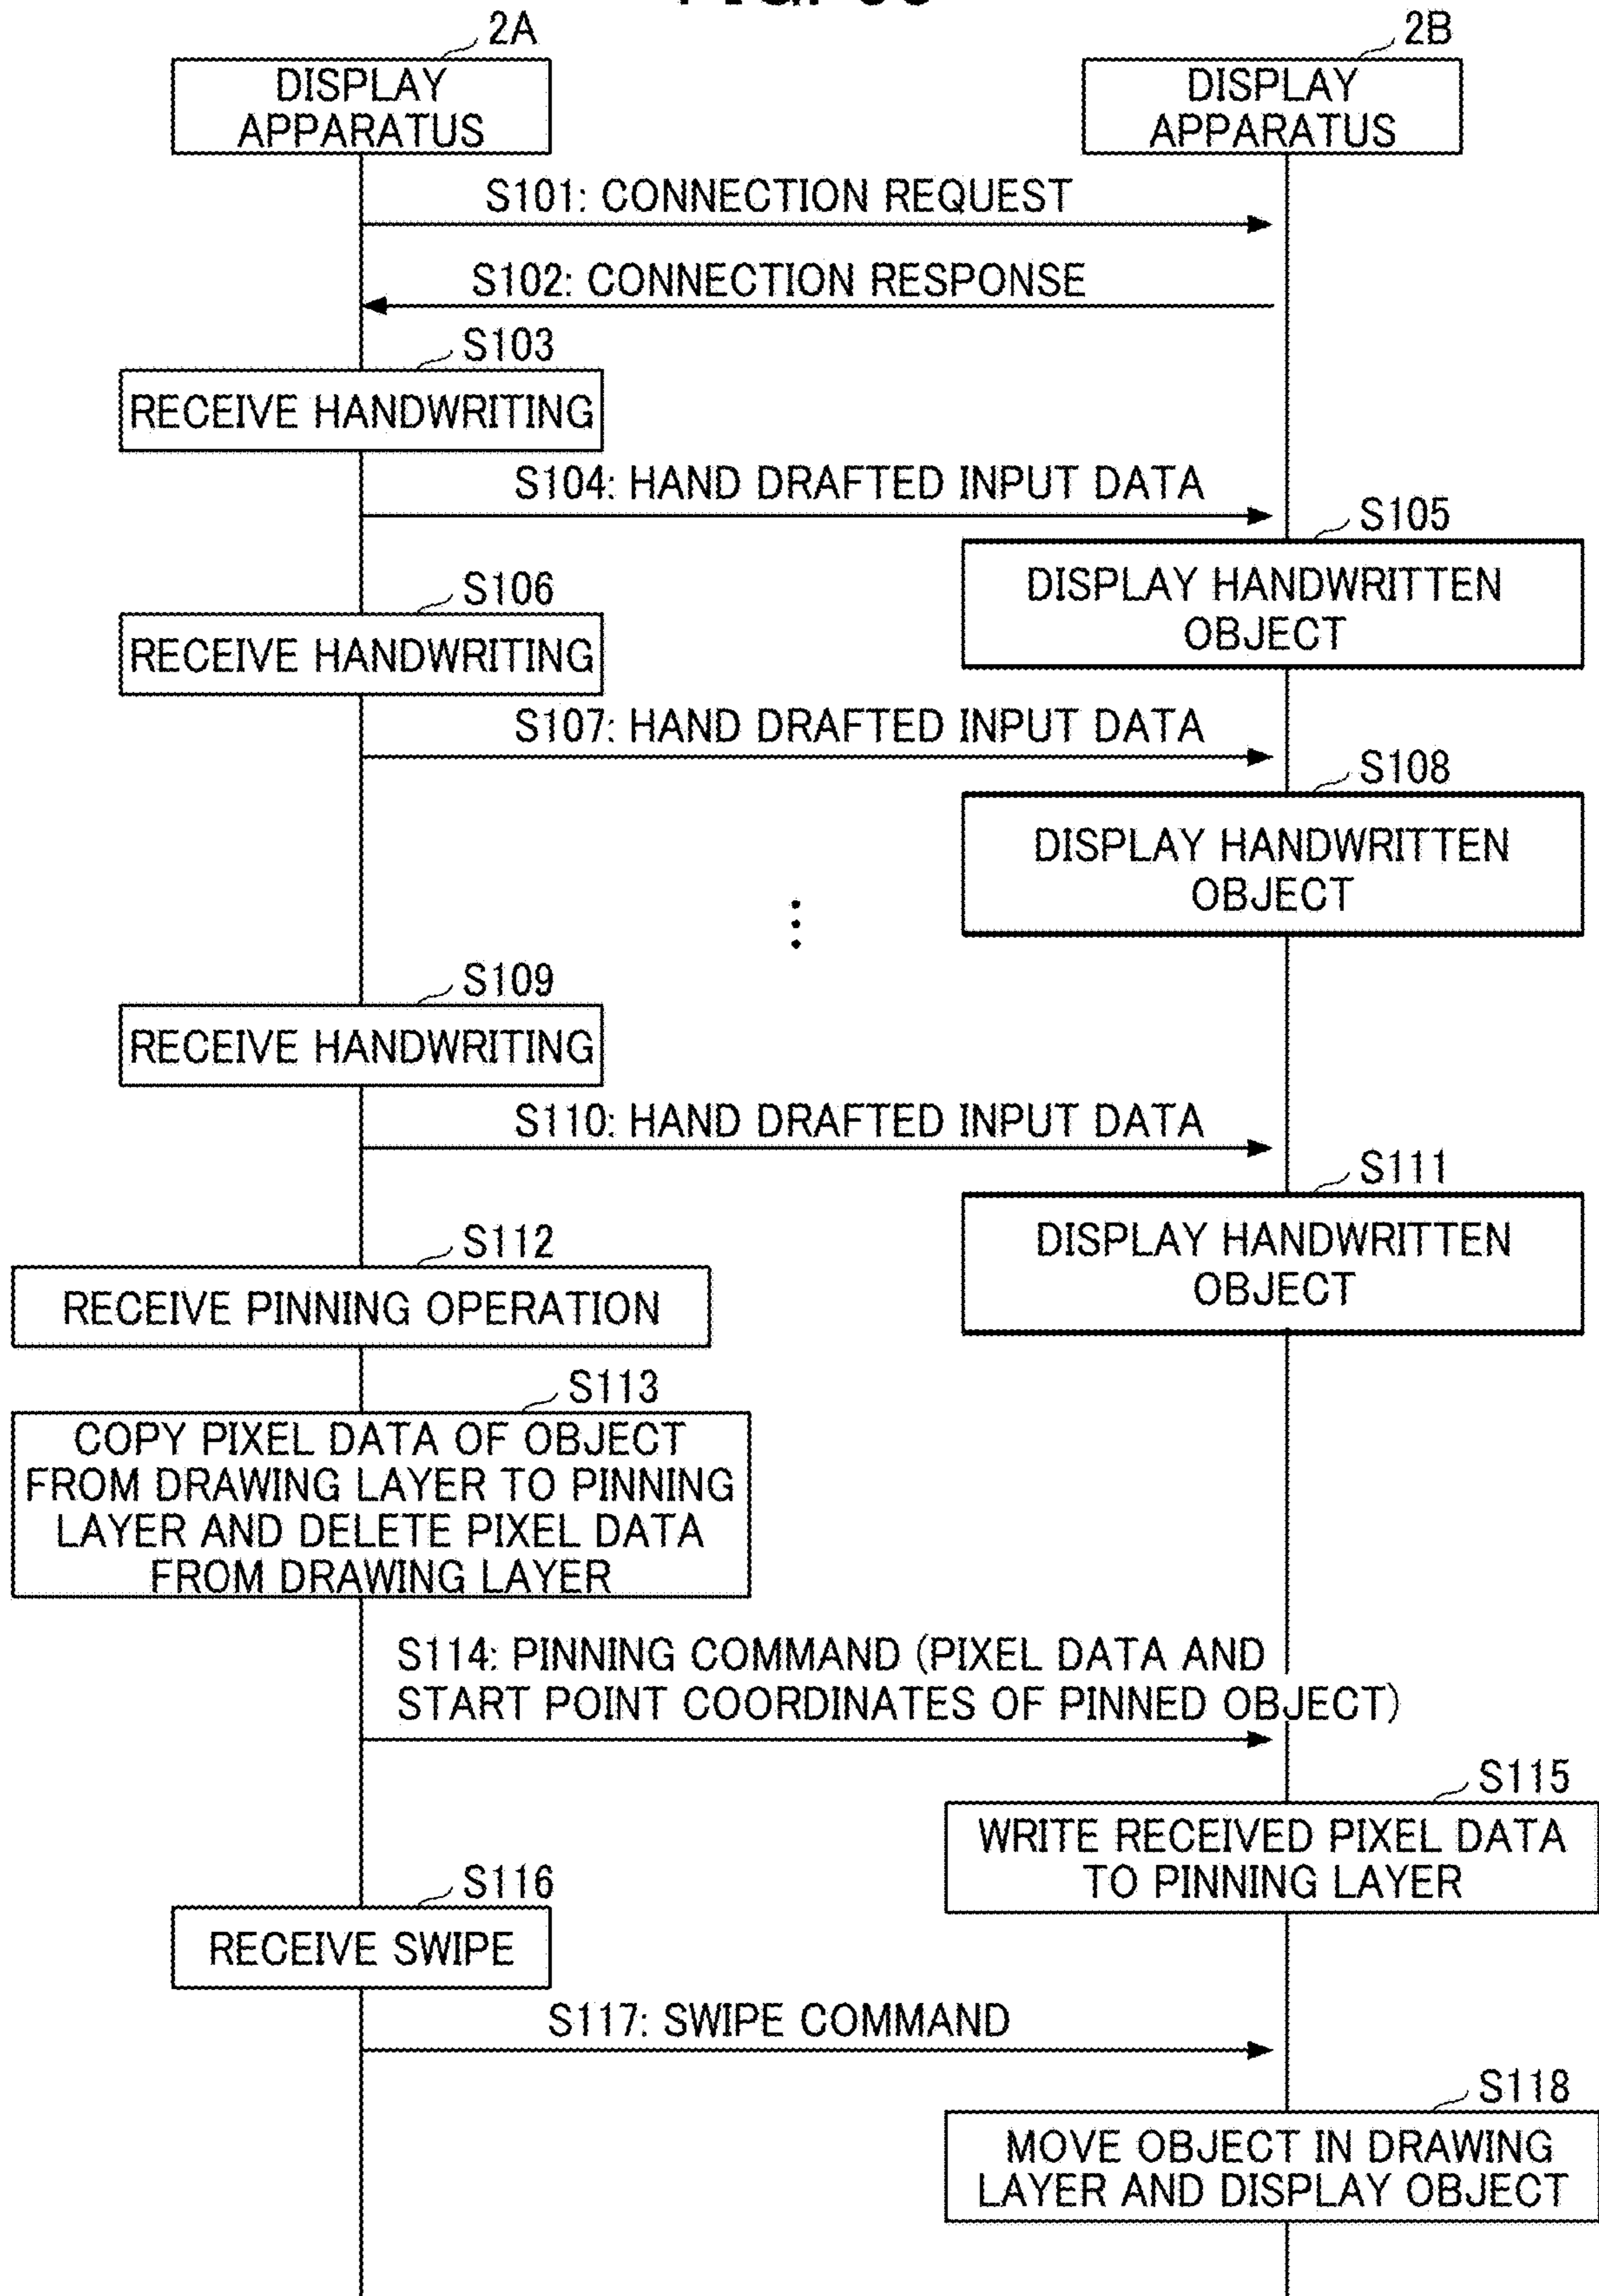 2A
2B
DISPLAY
APPARATUS
DISPLAY
APPARATUS
S101: CONNECTION REQUEST
S102: CONNECTION RESPONSE
S103
RECEIVE HANDWRITING
S104: HAND DRAFTED INPUT DATA
S105
DISPLAY HANDWRITTEN
OBJECT
S106
RECEIVE HANDWRITING
S107: HAND DRAFTED INPUT DATA
S108
DISPLAY HANDWRITTEN
OBJECT
S109
RECEIVE HANDWRITING
S110: HAND DRAFTED INPUT DATA
S111
DISPLAY HANDWRITTEN
OBJECT
S112
RECEIVE PINNING OPERATION
S113
COPY PIXEL DATA OF OBJECT
FROM DRAWING LAYER TO PINNING
LAYER AND DELETE PIXEL DATA
FROM DRAWING LAYER
S114: PINNING COMMAND (PIXEL DATA AND
START POINT COORDINATES OF PINNED OBJECT)
S115
WRITE RECEIVED PIXEL DATA
TO PINNING LAYER
S116
RECEIVE SWIPE
S117: SWIPE COMMAND
S118
MOVE OBJECT IN DRAWING
LAYER AND DISPLAY OBJECT